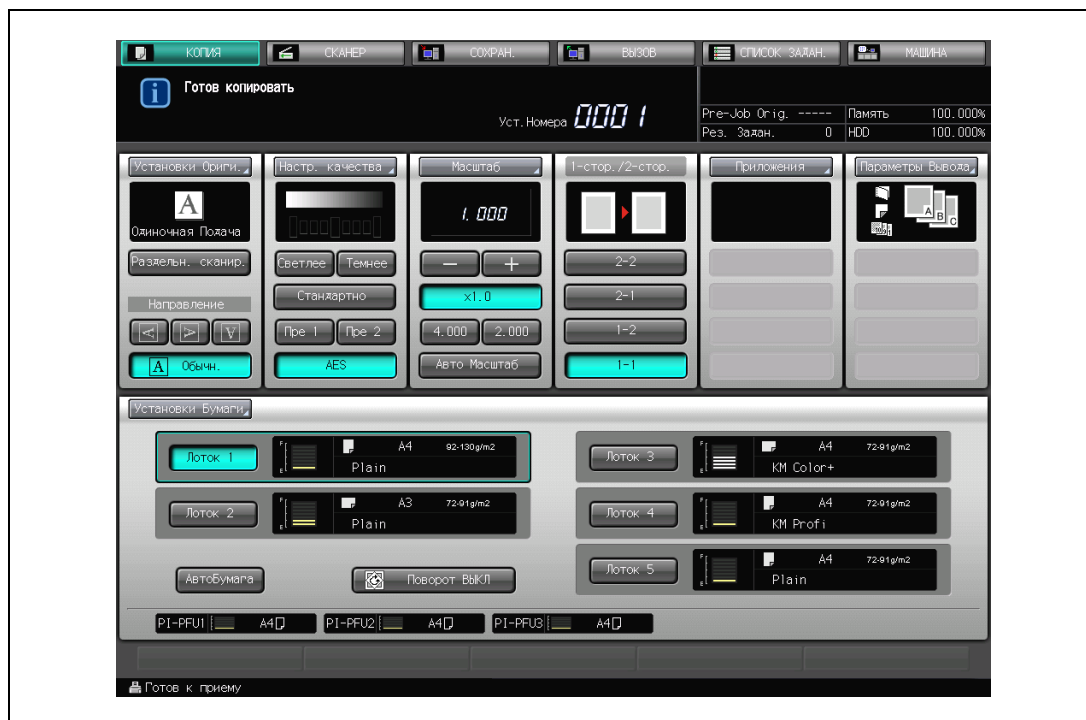 КОПИЯ СКАНЕР СОХРАН. ВЫЗОВ СПИСОК ЗАДАН. МАШИНА
Готов копировать
Уст.Номера 0001
Pre-Job Orig. ----- Память 100.000%
Рез. Задан. 0 HDD 100.000%
Установки Ориги. Настр. качества Масштаб 1-стор./2-стор. Приложения Параметры Вывода
A
Одиночная Подача
1.000
A B C
Раздельн. сканир. Светлее Темнее − + 2-2
Направление Стандартно x1.0 2-1
A A A Пре 1 Пре 2 4.000 2.000 1-2
A Обычн. AES Авто Масштаб 1-1
Установки Бумаги
Лоток 1 F E A4 92-130g/m2 Plain
Лоток 2 F E A3 72-91g/m2 Plain
Лоток 3 F E A4 72-91g/m2 KM Color+
Лоток 4 F E A4 72-91g/m2 KM Profi
Лоток 5 F E A4 72-91g/m2 Plain
АвтоБумага Поворот ВЫКЛ
PI-PFU1 A4 PI-PFU2 A4 PI-PFU3 A4
Готов к приему